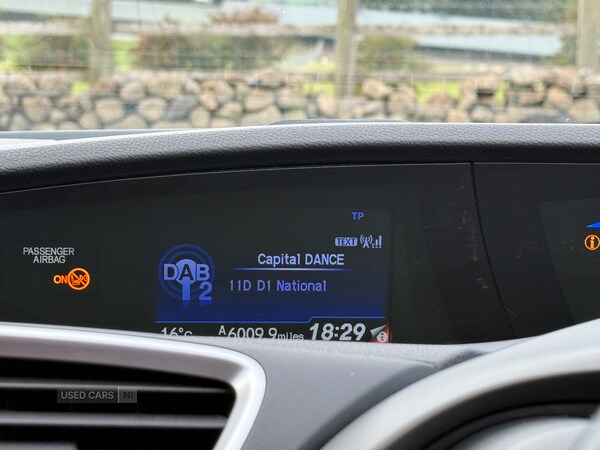 TP
TEXT
PASSENGER
AIRBAG
ON
DAB
2
Capital DANCE
11D D1 National
16°C A6009.9miles 18:29
USED CARS NI